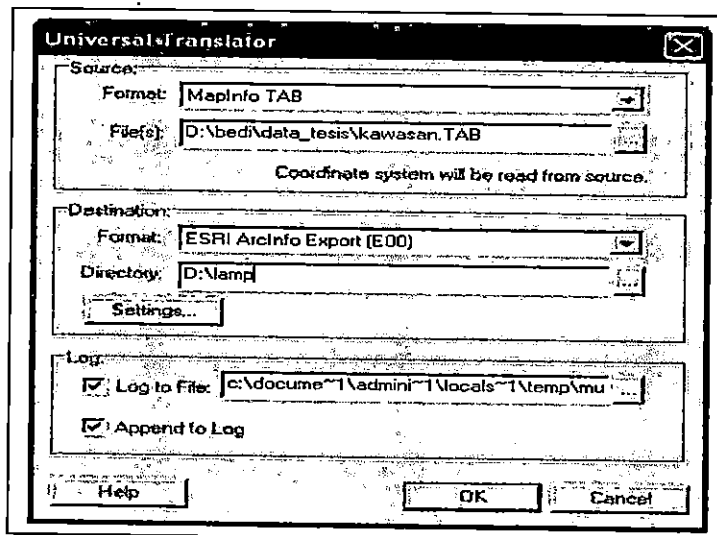 Universal Translator
Source:
Format: MapInfo TAB
File(s): D:\bedi\data_tesis\kawasan.TAB
Coordinate system will be read from source.
Destination:
Format: ESRI ArcInfo Export (E00)
Directory: D:\lamp
Settings...
Log:
Log to File: c:\docume~1\admini~1\locals~1\temp\mu
Append to Log
Help OK Cancel